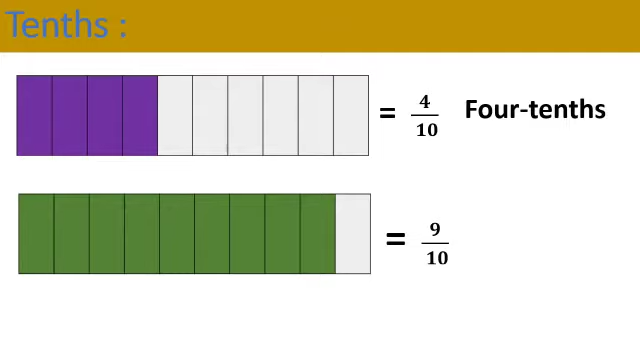 Tenths :
= 4/10 Four-tenths
= 9/10